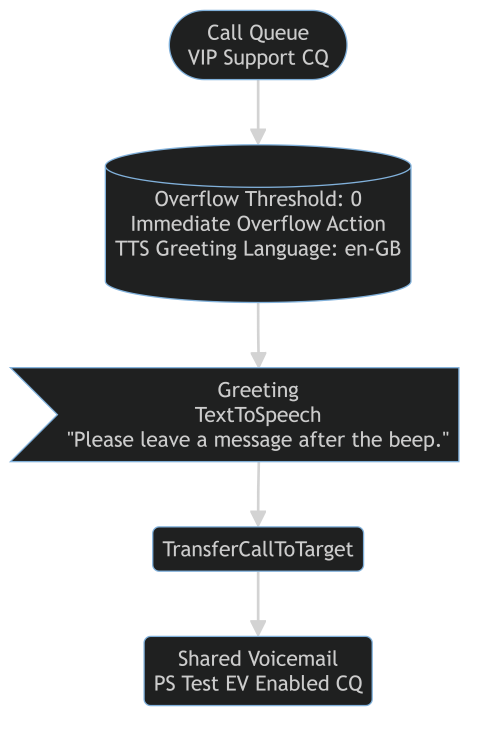 Call Queue
VIP Support CQ
Overflow Threshold: 0
Immediate Overflow Action
TTS Greeting Language: en-GB
Greeting
TextToSpeech
"Please leave a message after the beep."
TransferCallToTarget
Shared Voicemail
PS Test EV Enabled CQ